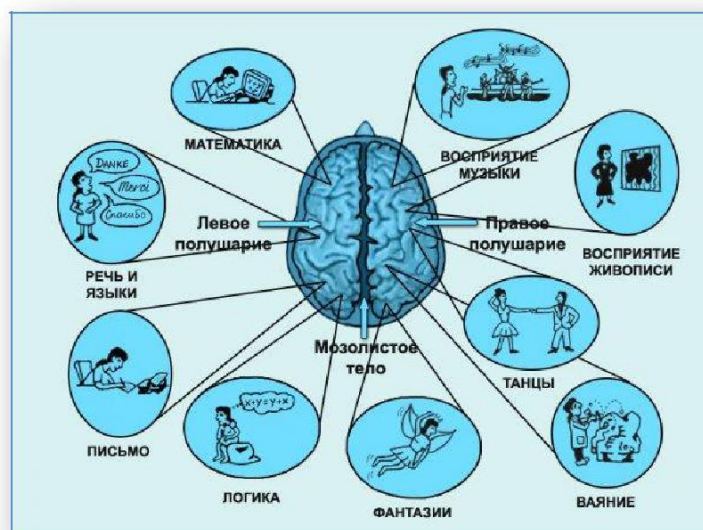 МАТЕМАТИКА
ВОСПРИЯТИЕ
МУЗЫКИ
Danke
Merci
Спасибо
РЕЧЬ И
ЯЗЫКИ
Левое
полушарие
Правое
полушарие
ВОСПРИЯТИЕ
ЖИВОПИСИ
Мозолистое
тело
ТАНЦЫ
ПИСЬМО
x+y=y+x
ЛОГИКА
ФАНТАЗИИ
ВАЯНИЕ